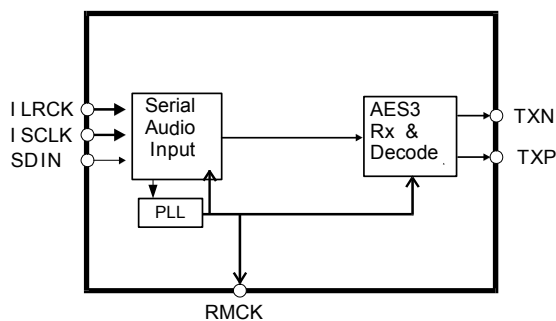 ILRCK
ISCLK
SDIN
Serial
Audio
Input
PLL
AES3
Rx &
Decode
TXN
TXP
RMCK